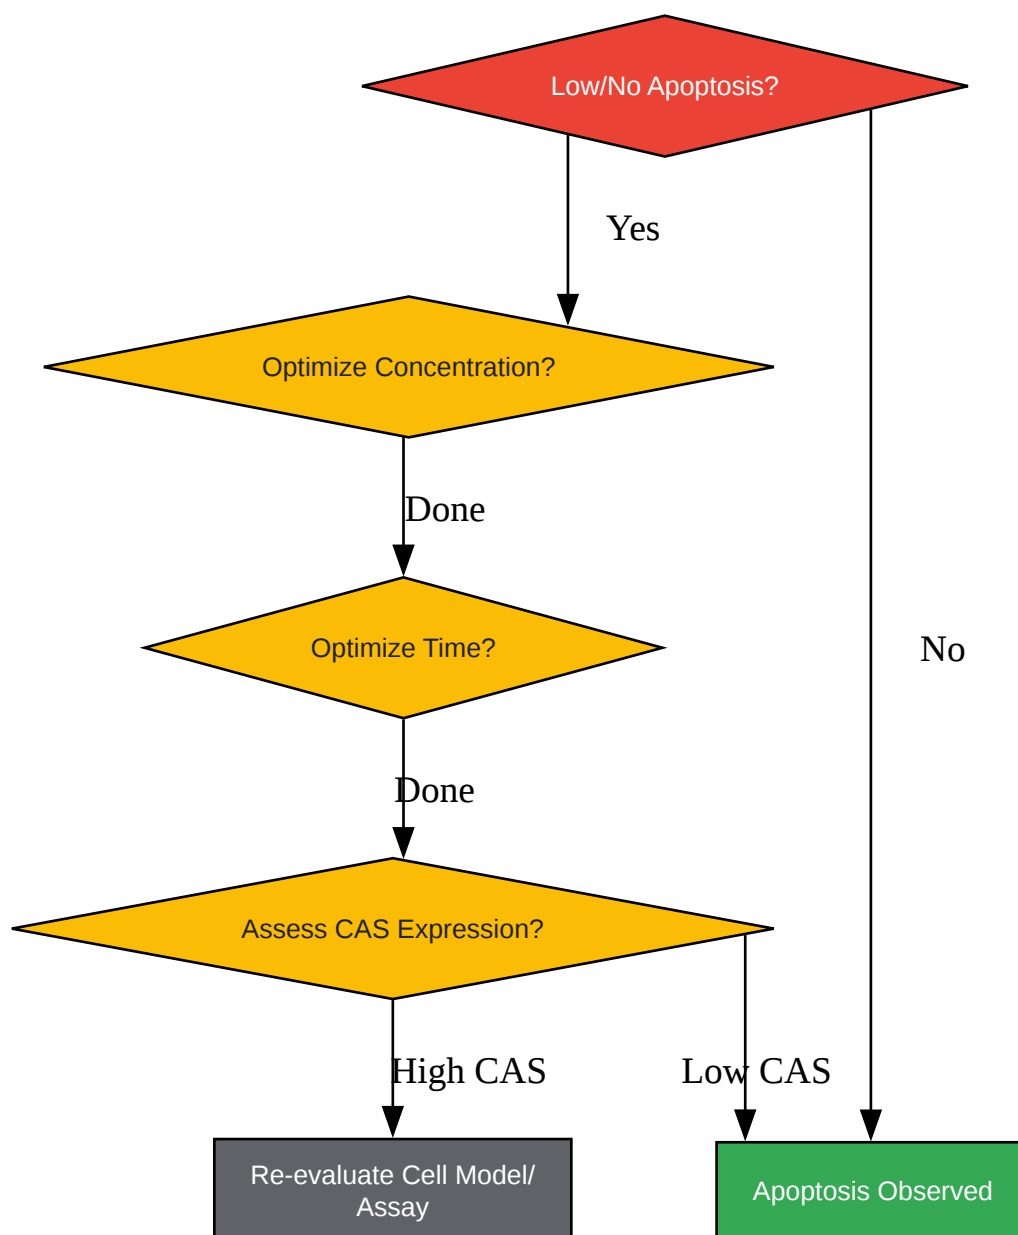 Low/No Apoptosis?
Yes
Optimize Concentration?
Done
Optimize Time?
No
Done
Assess CAS Expression?
High CAS
Low CAS
Re-evaluate Cell Model/
Assay
Apoptosis Observed